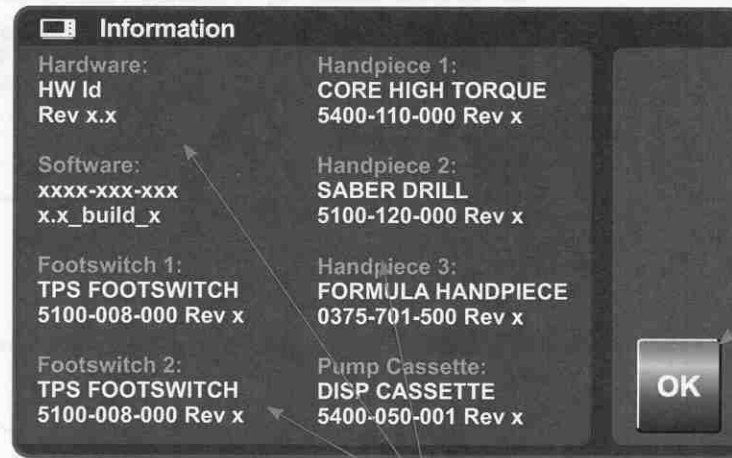 Information
Hardware:
HW Id
Rev x.x
Software:
xxxx-xxx-xxx
x.x_build_x
Footswitch 1:
TPS FOOTSWITCH
5100-008-000 Rev x
Footswitch 2:
TPS FOOTSWITCH
5100-008-000 Rev x
Handpiece 1:
CORE HIGH TORQUE
5400-110-000 Rev x
Handpiece 2:
SABER DRILL
5100-120-000 Rev x
Handpiece 3:
FORMULA HANDPIECE
0375-701-500 Rev x
Pump Cassette:
DISP CASSETTE
5400-050-001 Rev x
OK